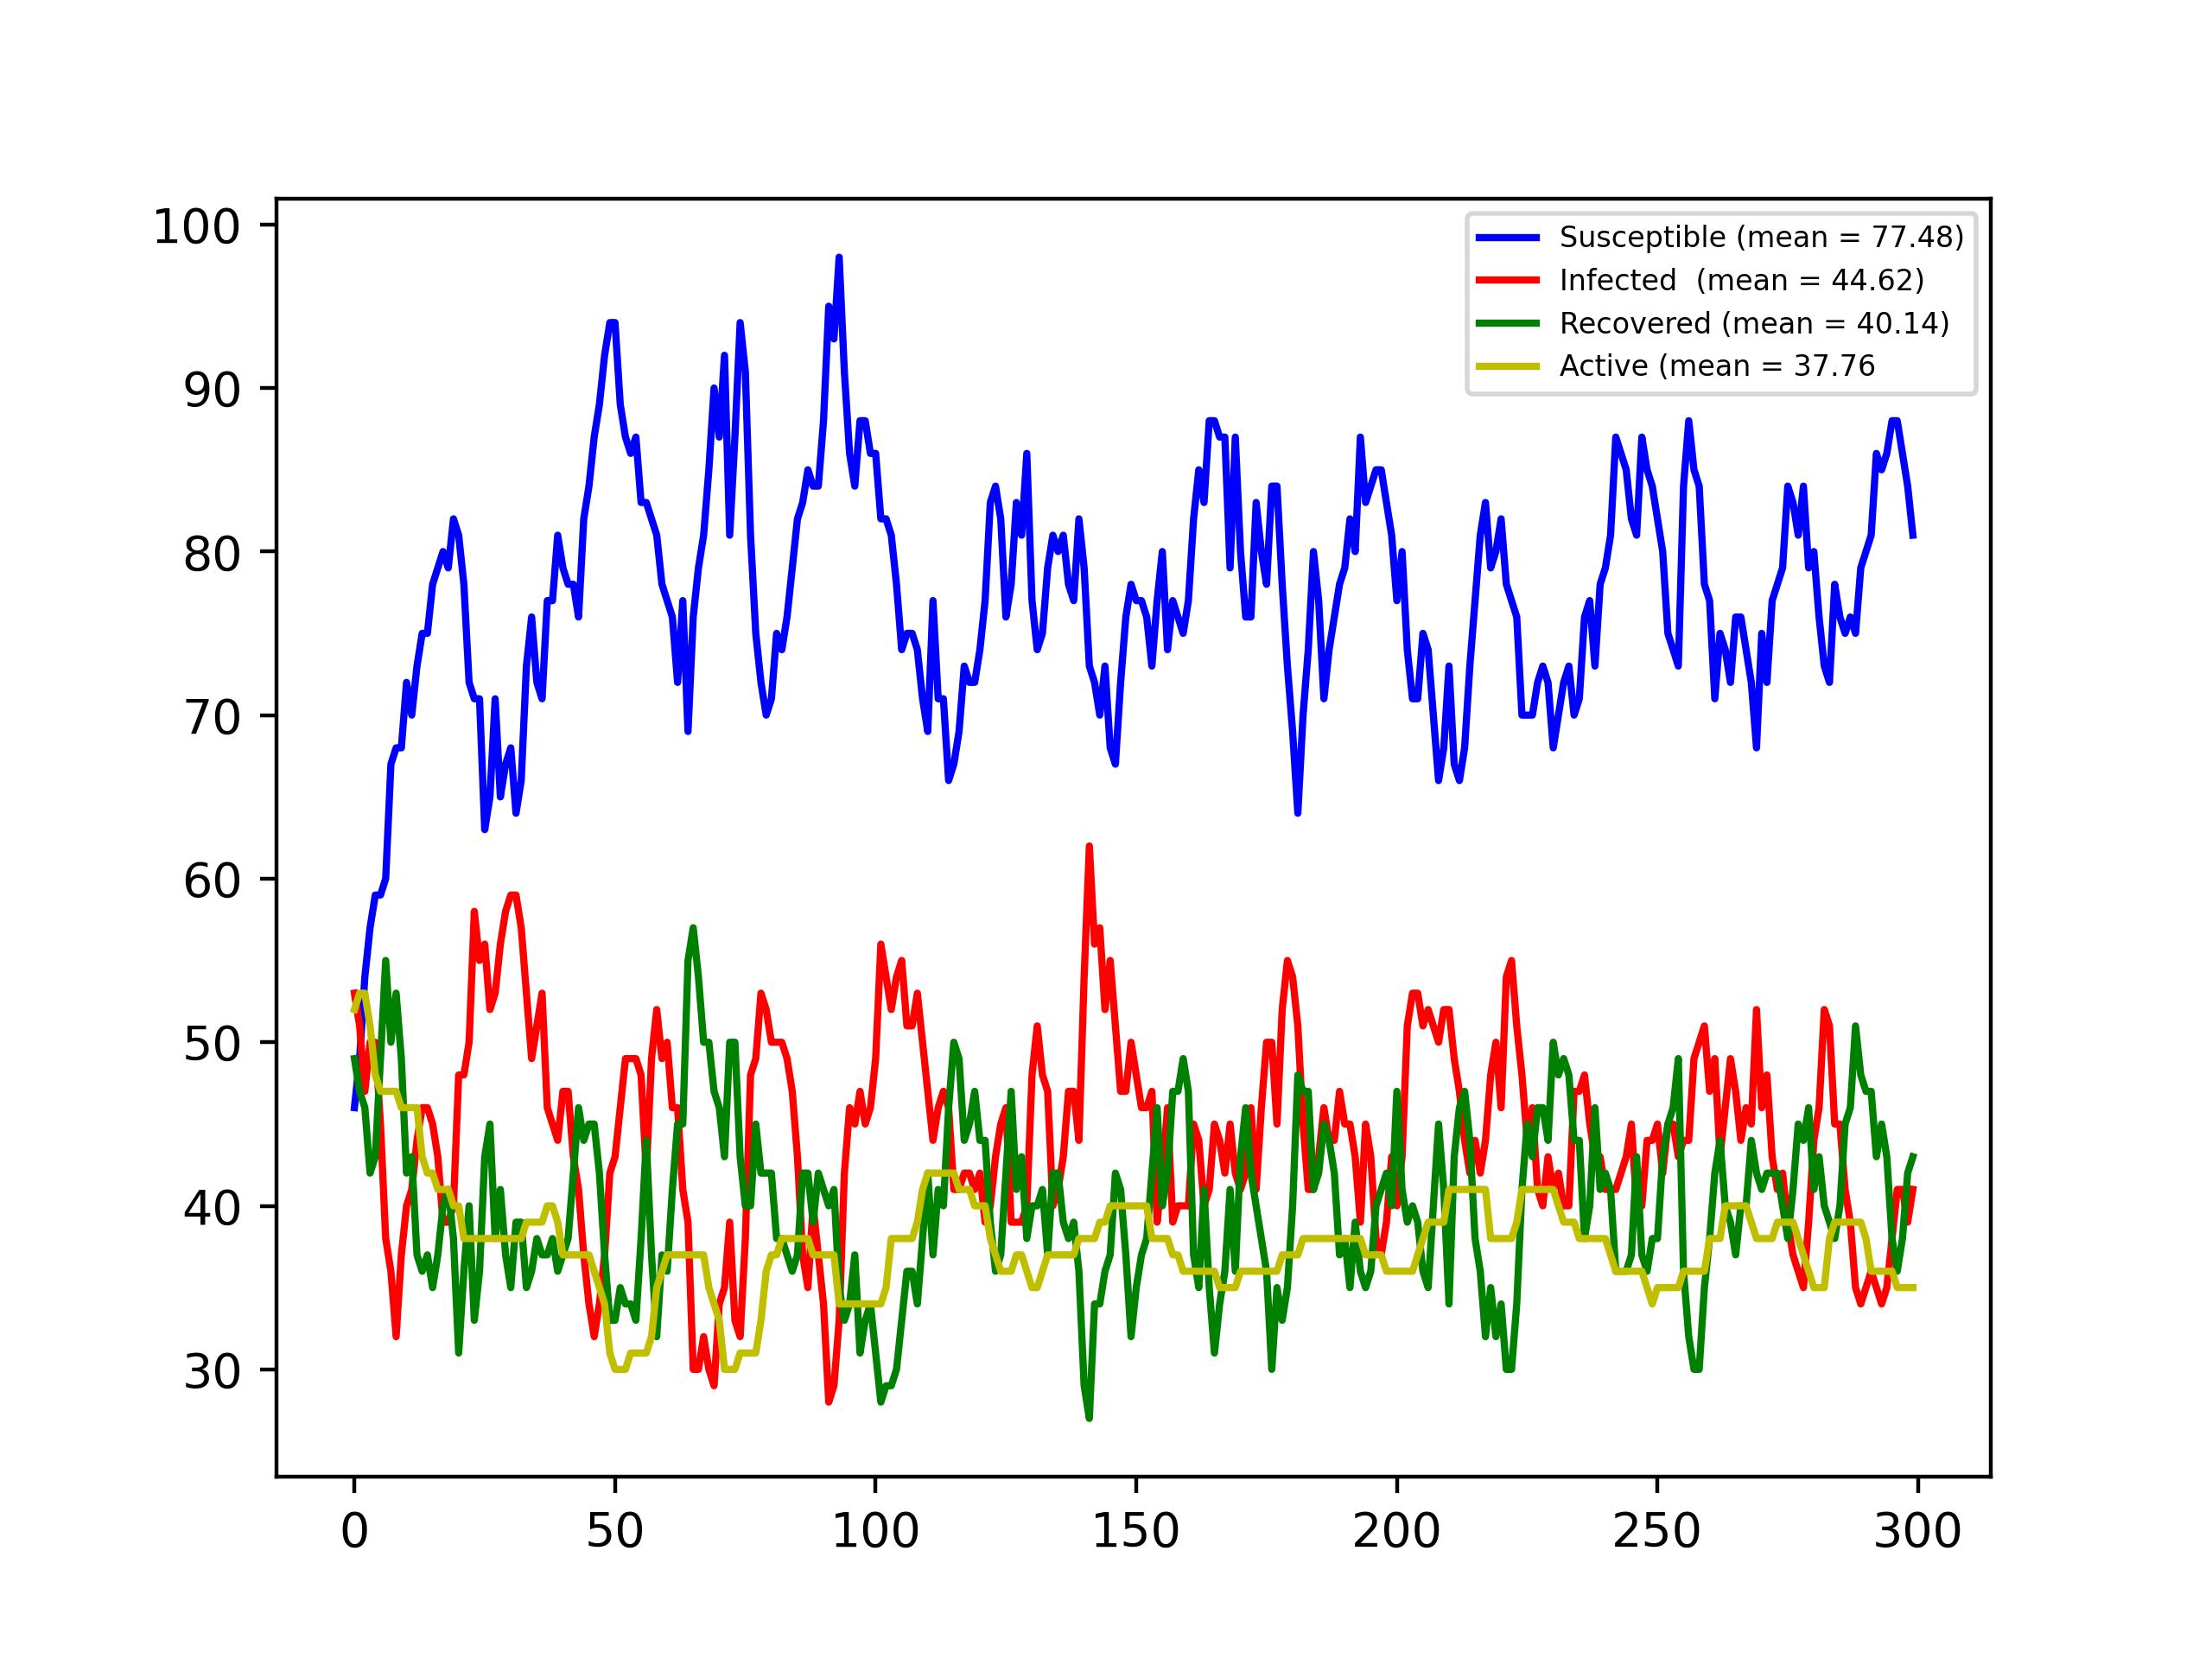 100
90
80
70
60
50
40
30
0 50 100 150 200 250 300
Susceptible (mean = 77.48)
Infected  (mean = 44.62)
Recovered (mean = 40.14)
Active (mean = 37.76